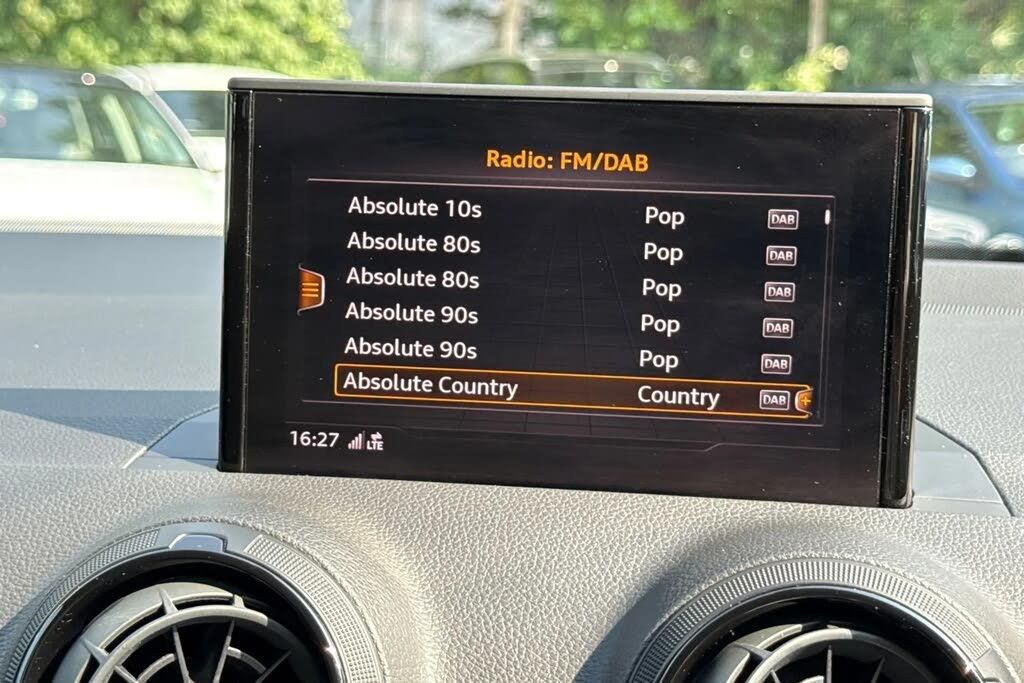 Radio: FM/DAB
Absolute 10s Pop DAB
Absolute 80s Pop DAB
Absolute 80s Pop DAB
Absolute 90s Pop DAB
Absolute 90s Pop DAB
Absolute Country Country DAB +
16:27 LTE